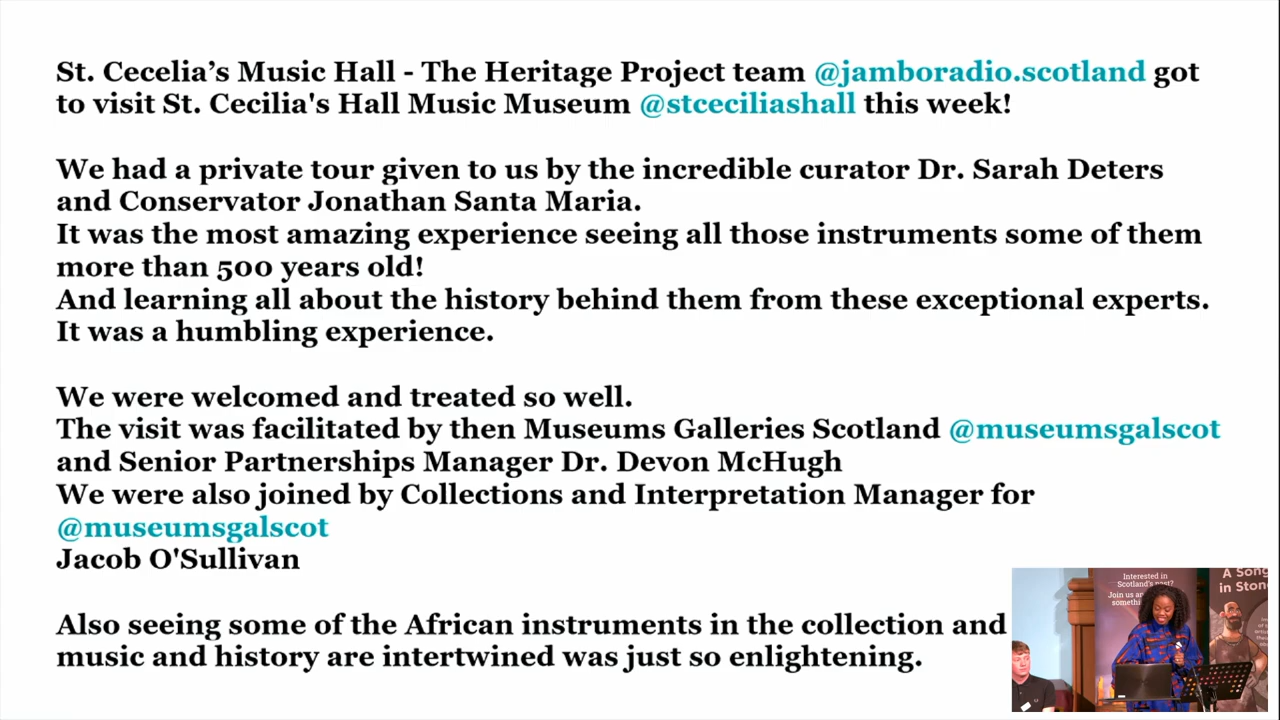 St. Cecelia’s Music Hall - The Heritage Project team @jamboradio.scotland got
to visit St. Cecilia's Hall Music Museum @stceciliashall this week!
We had a private tour given to us by the incredible curator Dr. Sarah Deters
and Conservator Jonathan Santa Maria.
It was the most amazing experience seeing all those instruments some of them
more than 500 years old!
And learning all about the history behind them from these exceptional experts.
It was a humbling experience.
We were welcomed and treated so well.
The visit was facilitated by then Museums Galleries Scotland @museumsgalscot
and Senior Partnerships Manager Dr. Devon McHugh
We were also joined by Collections and Interpretation Manager for
@museumsgalscot
Jacob O'Sullivan
Also seeing some of the African instruments in the collection and
music and history are intertwined was just so enlightening.
Interested in
Scotland's past?
Join us
A Song
in Stone